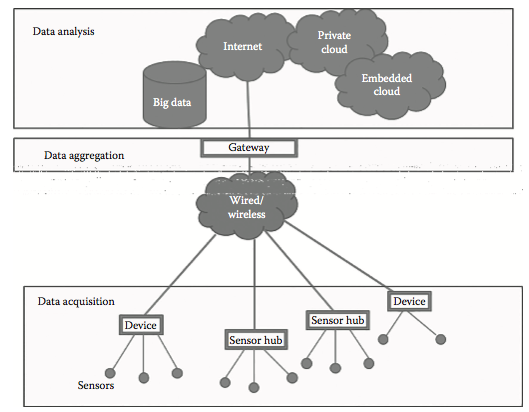 Data analysis
Internet
Private
cloud
Embedded
cloud
Big data
Gateway
Data aggregation
Wired/
wireless
Data acquisition
Device
Device
Sensor hub
Sensor hub
Sensors